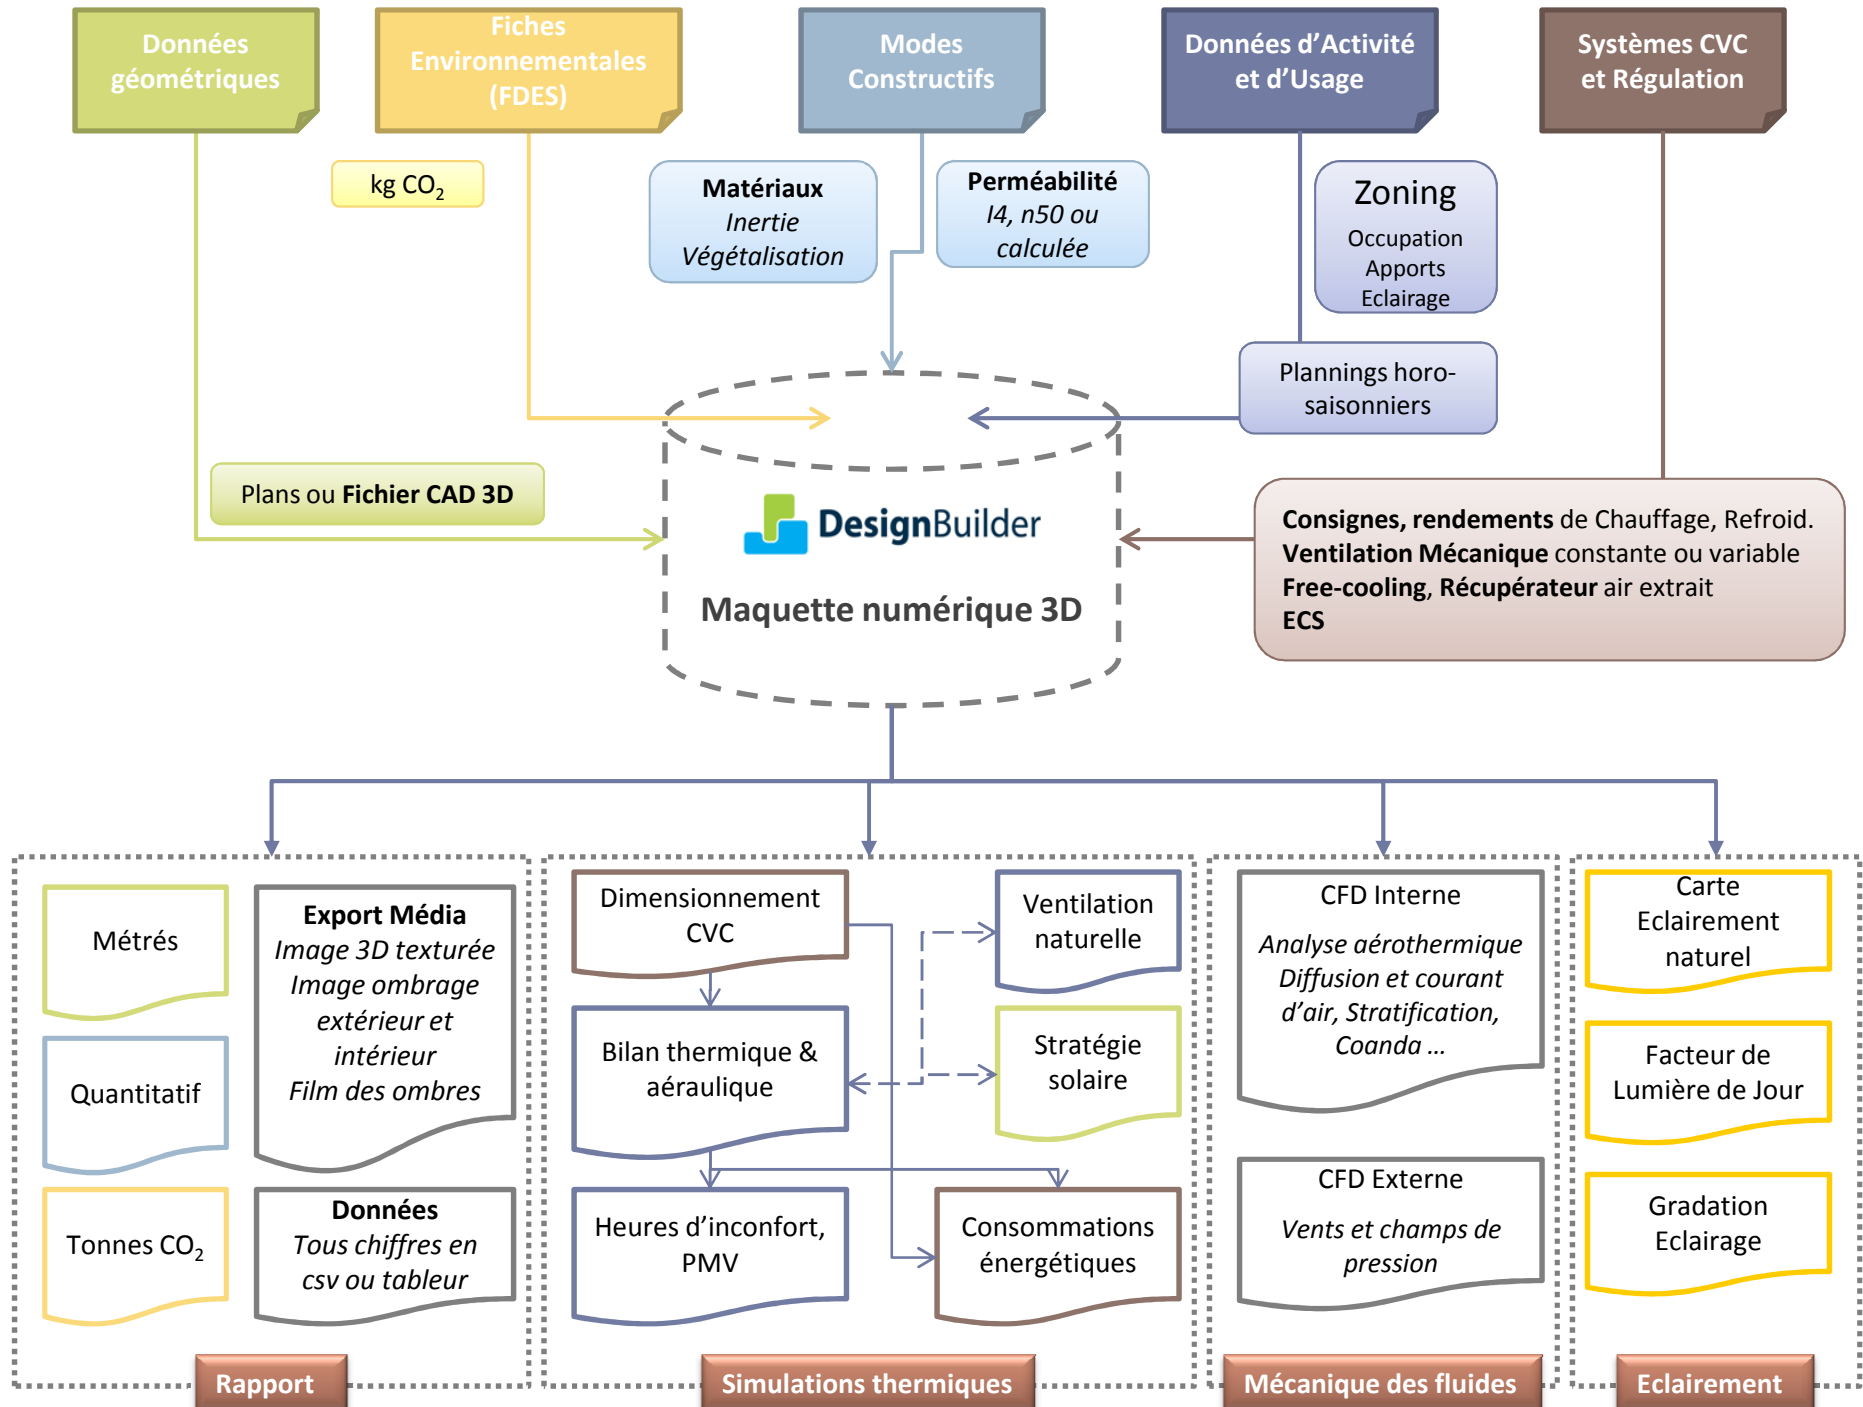 Données
géométriques
Fiches
Environnementales
(FDES)
Modes
Constructifs
Données d’Activité
et d’Usage
Systèmes CVC
et Régulation
kg CO₂
Matériaux
Inertie
Végétalisation
Perméabilité
I4, n50 ou
calculée
Zoning
Occupation
Apports
Eclairage
Plannings horo-
saisonniers
Plans ou Fichier CAD 3D
DesignBuilder
Maquette numérique 3D
Consignes, rendements de Chauffage, Refroid.
Ventilation Mécanique constante ou variable
Free-cooling, Récupérateur air extrait
ECS
Métrés
Quantitatif
Tonnes CO₂
Export Média
Image 3D texturée
Image ombrage
extérieur et
intérieur
Film des ombres
Données
Tous chiffres en
csv ou tableur
Rapport
Dimensionnement
CVC
Ventilation
naturelle
Bilan thermique &
aéraulique
Stratégie
solaire
Heures d’inconfort,
PMV
Consommations
énergétiques
Simulations thermiques
CFD Interne
Analyse aérothermique
Diffusion et courant
d’air, Stratification,
Coanda ...
CFD Externe
Vents et champs de
pression
Mécanique des fluides
Carte
Eclairement
naturel
Facteur de
Lumière de Jour
Gradation
Eclairage
Eclairement